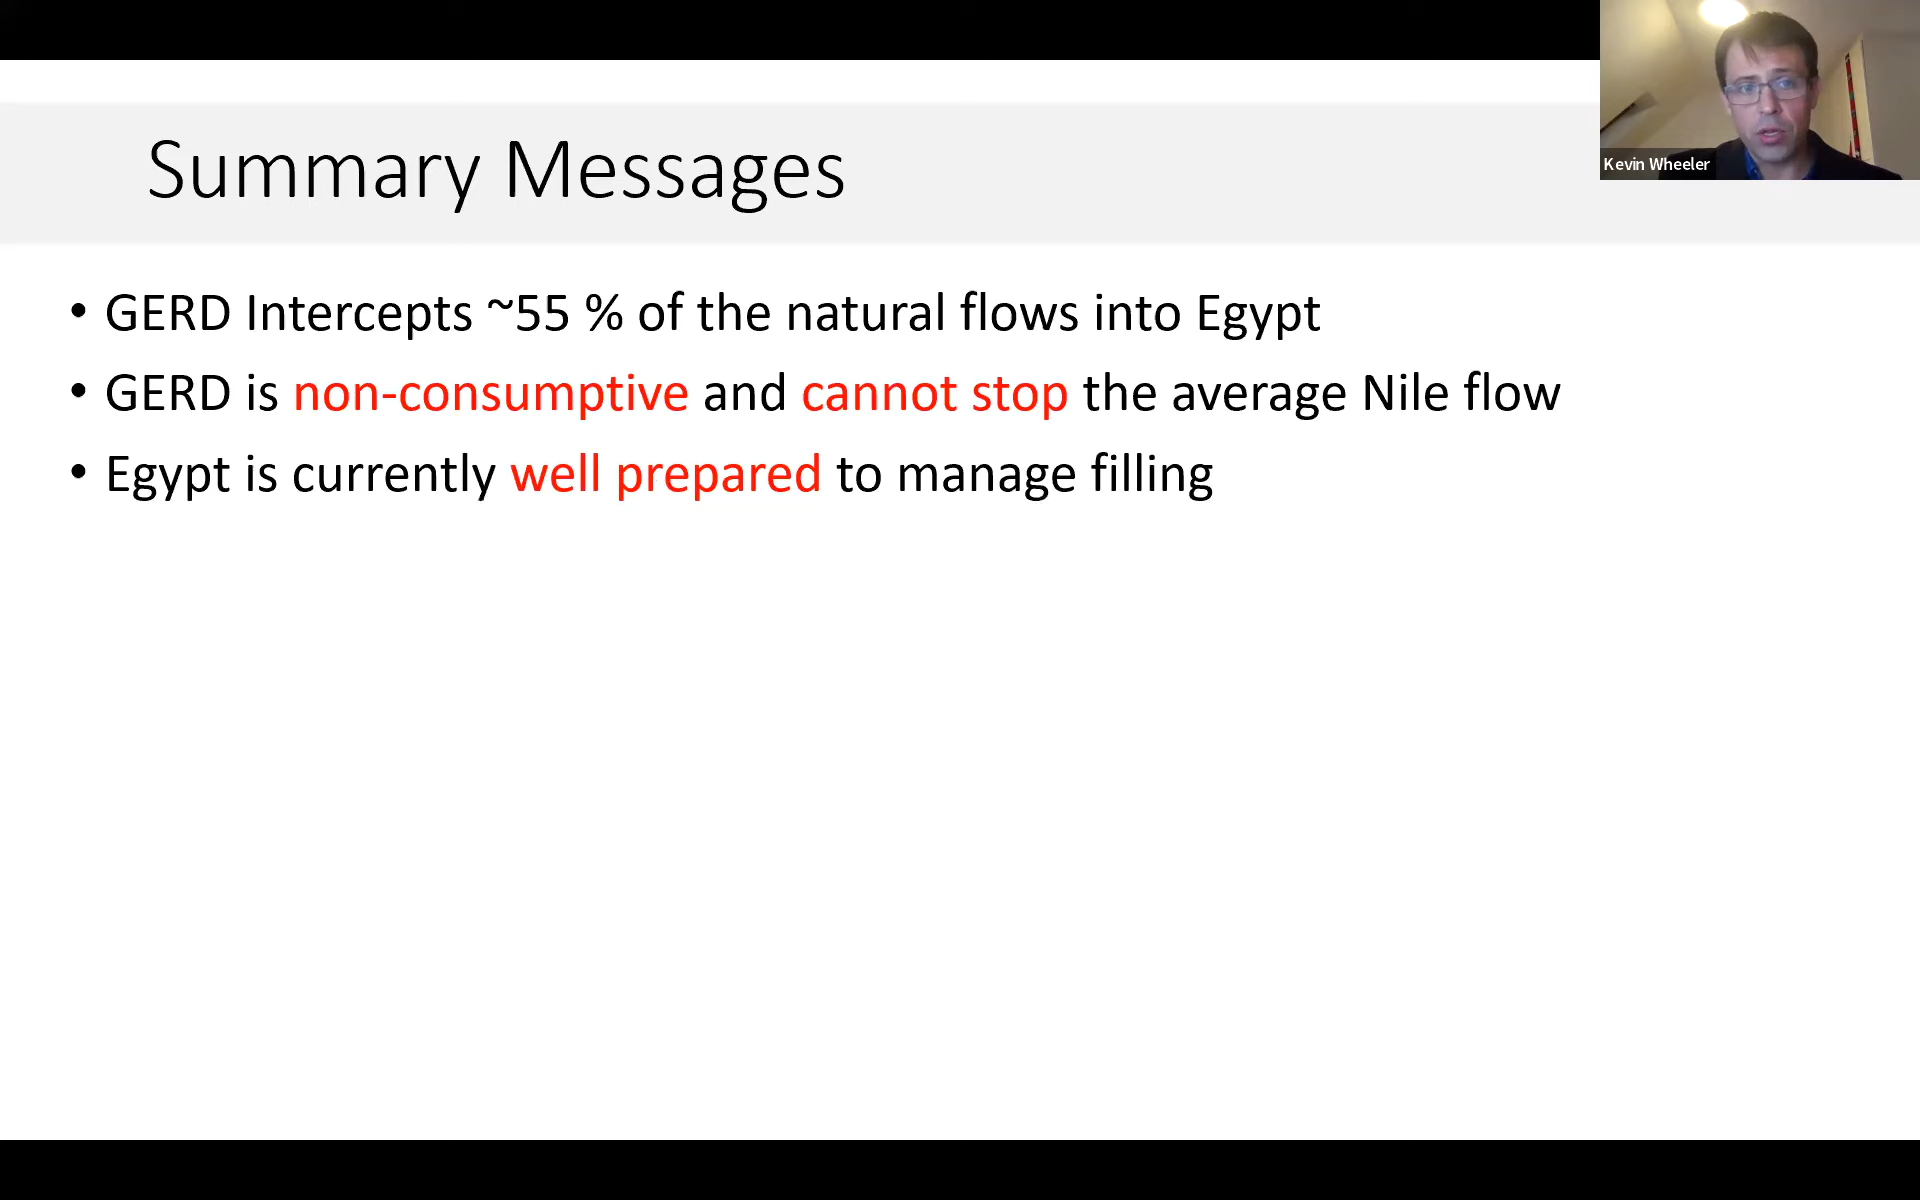 Kevin Wheeler
Summary Messages
• GERD Intercepts ~55 % of the natural flows into Egypt
• GERD is non-consumptive and cannot stop the average Nile flow
• Egypt is currently well prepared to manage filling